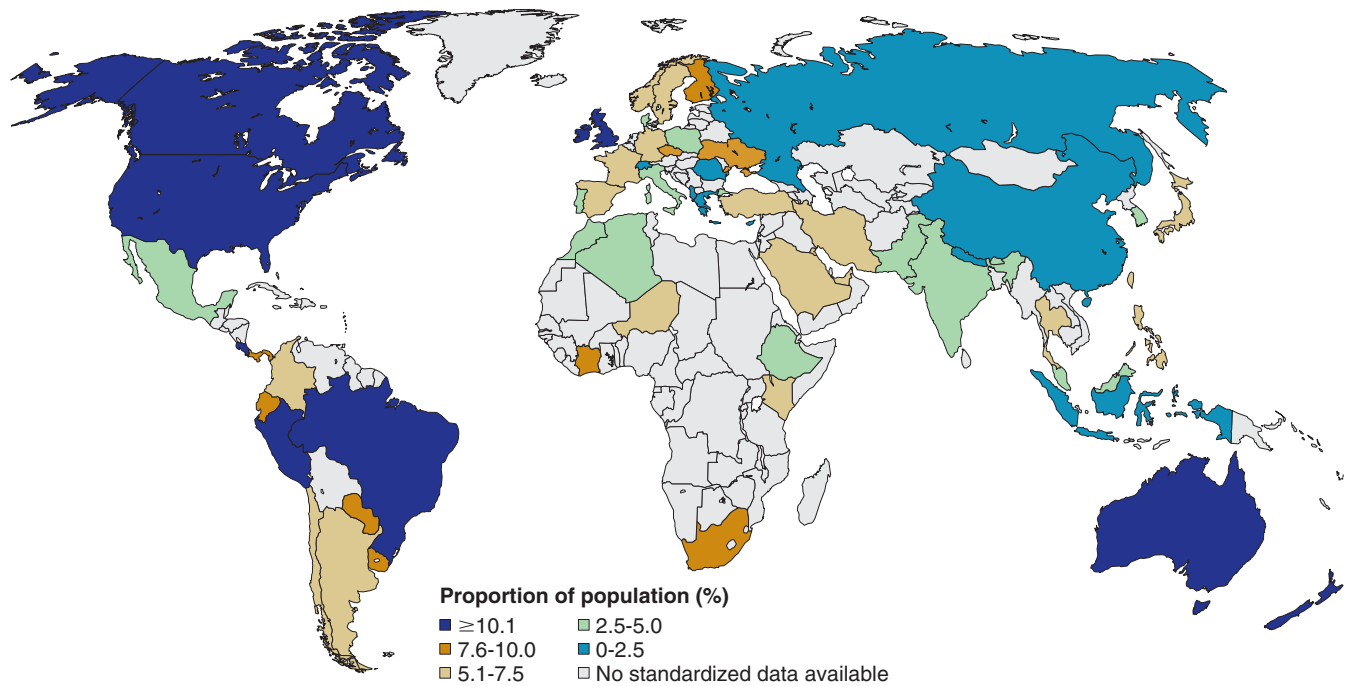 Proportion of population (%)
≥10.1
2.5-5.0
7.6-10.0
0-2.5
5.1-7.5
No standardized data available